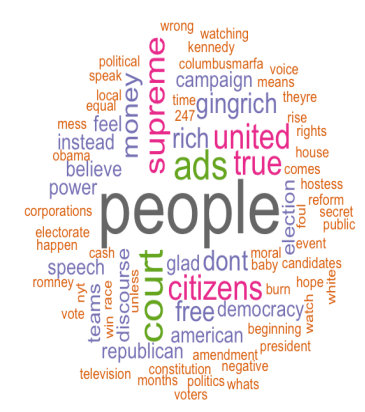 wrong
watching
kennedy
political
supreme
columbusmarfa
speak
money
campaign
voice
means
local
equal
time
gingrich
theyre
247
rise
mess
feel
rich
united
rights
instead
obama
believe
ads
true
house
comes
power
people
election
hostess
reform
corporations
foul
secret
public
electorate
happen
cash
court
glad
dont
moral
event
speech
discourse
baby
candidates
romney
nyt
teams
race
unless
citizens
burn
hope
white
vote
win
free
democracy
watch
american
beginning
republican
amendment
president
television
constitution
negative
months
politics
whats
voters